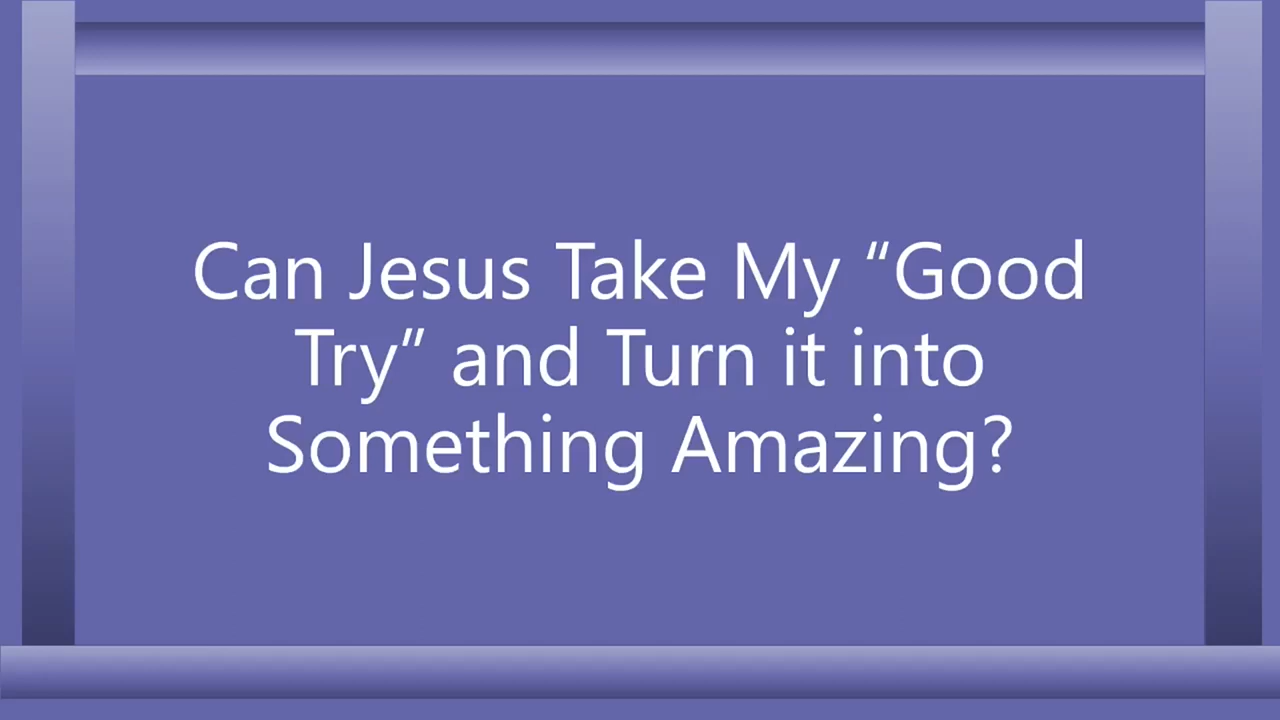 Can Jesus Take My “Good
Try” and Turn it into
Something Amazing?